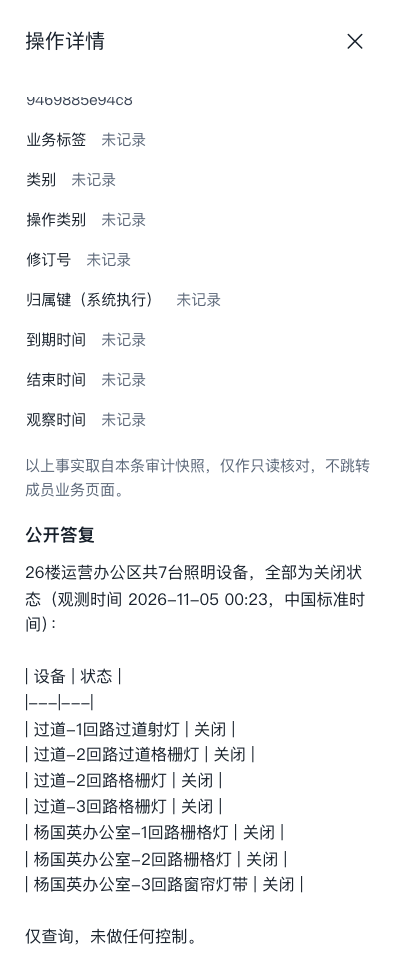 操作详情
9469885e94c8
业务标签 未记录
类别 未记录
操作类别 未记录
修订号 未记录
归属键（系统执行） 未记录
到期时间 未记录
结束时间 未记录
观察时间 未记录
以上事实取自本条审计快照，仅作只读核对，不跳转
成员业务页面。
公开答复
26楼运营办公区共7台照明设备，全部为关闭状
态（观测时间 2026-11-05 00:23，中国标准时
间）：
| 设备 | 状态 |
|---|---|
| 过道-1回路过道射灯 | 关闭 |
| 过道-2回路过道格栅灯 | 关闭 |
| 过道-2回路格栅灯 | 关闭 |
| 过道-3回路格栅灯 | 关闭 |
| 杨国英办公室-1回路栅格灯 | 关闭 |
| 杨国英办公室-2回路栅格灯 | 关闭 |
| 杨国英办公室-3回路窗帘灯带 | 关闭 |
仅查询，未做任何控制。